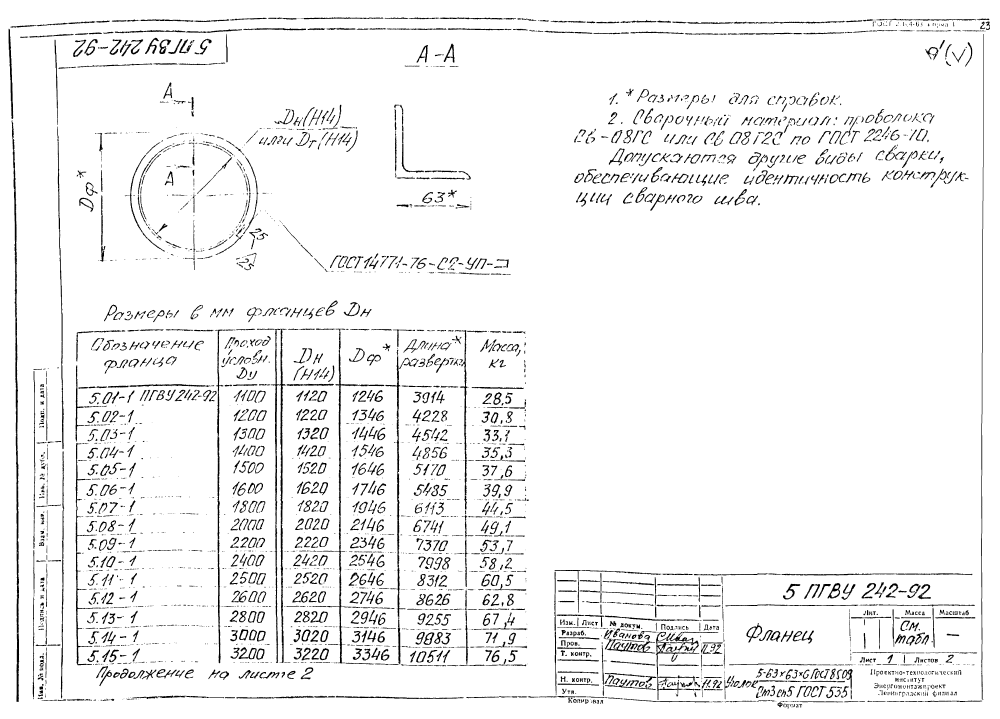 23
5 ПГВУ 242-92
А-А
(√)
А
Dн(H14)
или Dт(H14)
А
Dф*
63*
25
25
ГОСТ14771-76-С2-УП-
1. *Размеры для справок.
2. Сварочный материал: проволока
Св-08ГС или Св 08Г2С по ГОСТ 2246-70.
Допускаются другие виды сварки,
обеспечивающие идентичность конструк-
ции сварного шва.
Размеры в мм фланцев Dн
Обозначение фланца Проход условн. Dу Dн (H14) Dф* Длина* развертки Масса, кг
5.01-1 ПГВУ 242-92 1100 1120 1246 3914 28,5
5.02-1 1200 1220 1346 4228 30,8
5.03-1 1300 1320 1446 4542 33,1
5.04-1 1400 1420 1546 4856 35,3
5.05-1 1500 1520 1646 5170 37,6
5.06-1 1600 1620 1746 5485 39,9
5.07-1 1800 1820 1946 6113 44,5
5.08-1 2000 2020 2146 6741 49,1
5.09-1 2200 2220 2346 7370 53,7
5.10-1 2400 2420 2546 7998 58,2
5.11-1 2500 2520 2646 8312 60,5
5.12-1 2600 2620 2746 8626 62,8
5.13-1 2800 2820 2946 9255 67,4
5.14-1 3000 3020 3146 9883 71,9
5.15-1 3200 3220 3346 10511 76,5
Продолжение на листе 2
Подп. и дата
Инв. № дубл.
Взам. инв.
Подпись и дата
Инв. № подл.
5 ПГВУ 242-92
Изм. Лист № докум. Подпись Дата
Разраб. Иванова
Пров. Паутов 11.92
Т. контр.
Н. контр. Паутов 11.92
Утв.
Фланец
Лит. Масса Масштаб
См. табл. —
Лист 1 Листов 2
Уголок 5-63×63×6 ГОСТ8509
Ст3сп5 ГОСТ 535
Проектно-технологический
институт
Энергомонтажпроект
Ленинградский филиал
Копировал
Формат